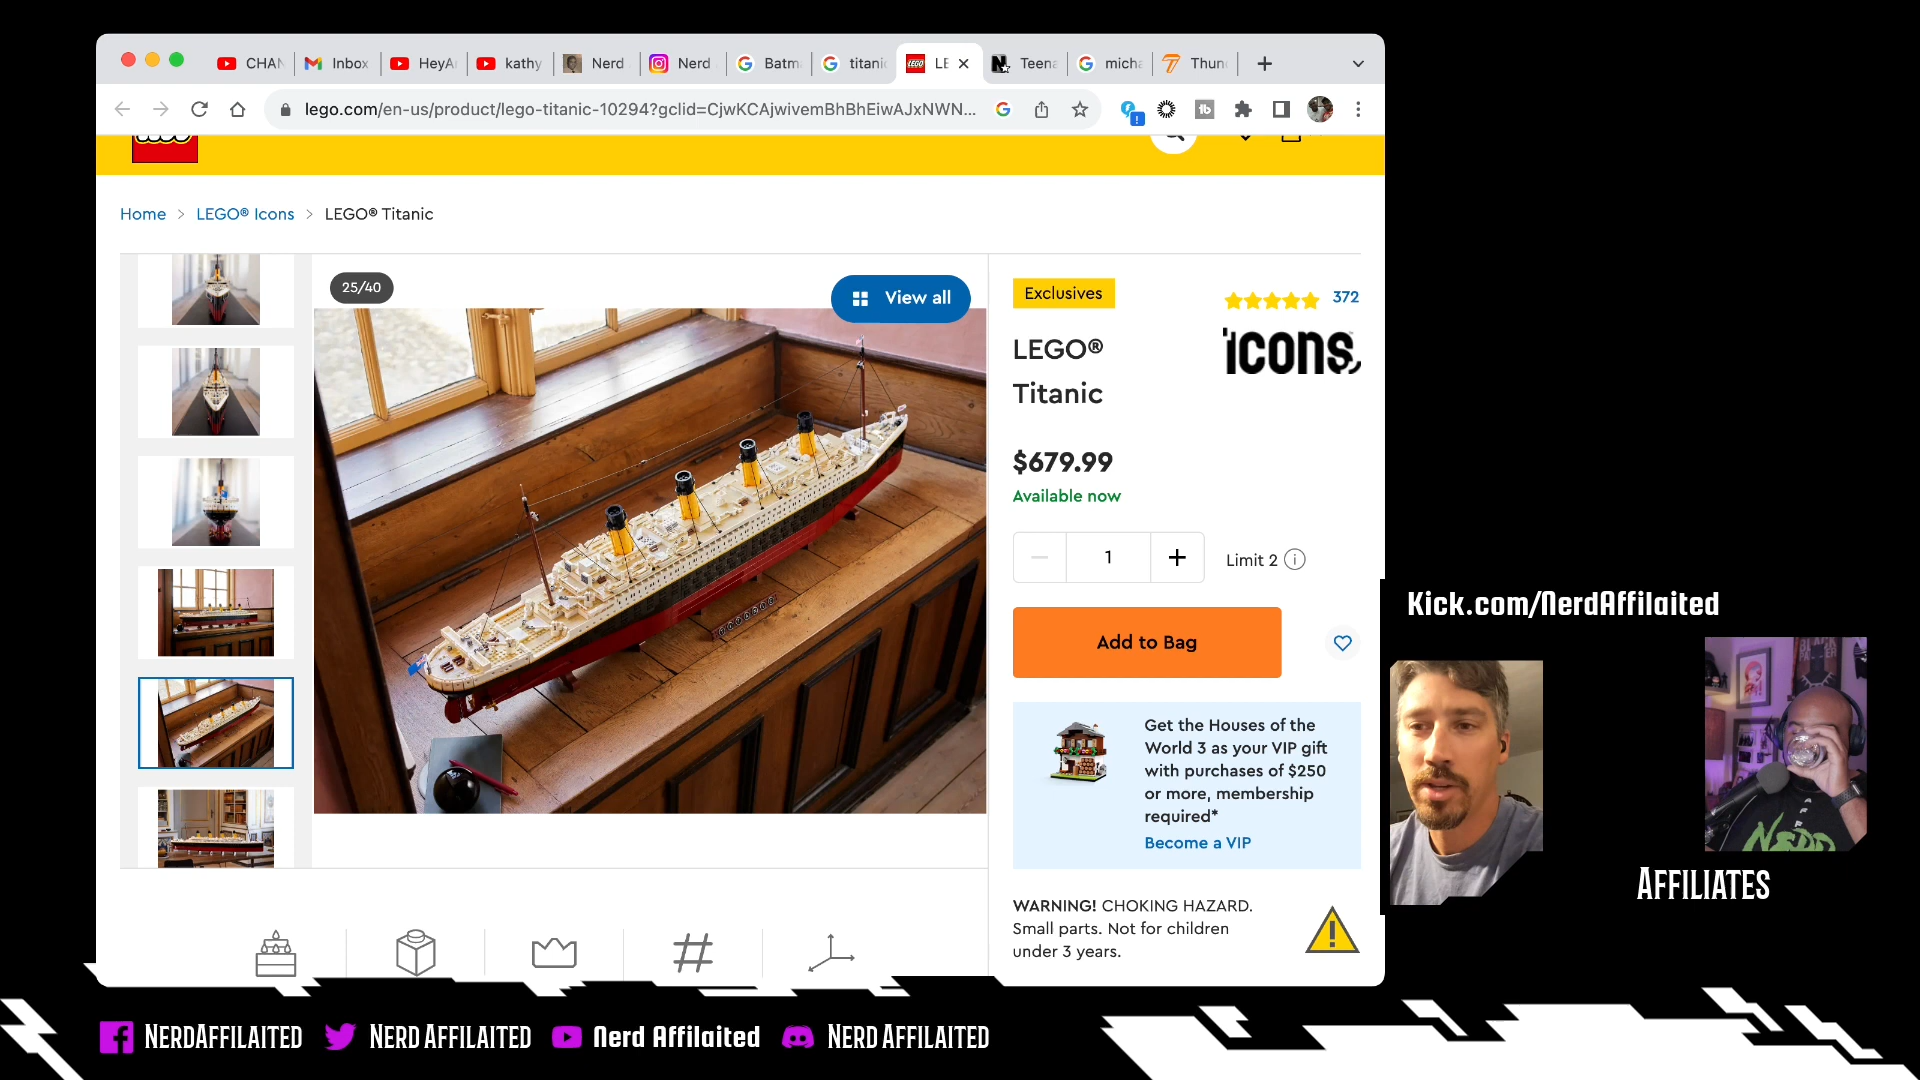 CHAN
Inbox
HeyA
kathy
Nerd
Nerd
Batm
titanic
LEGO
LE
Teena
micha
Thun
lego.com/en-us/product/lego-titanic-10294?gclid=CjwKCAjwivemBhBhEiwAJxNWN...
tb
Home > LEGO® Icons > LEGO® Titanic
25/40
View all
Exclusives
372
LEGO®
Titanic
icons
$679.99
Available now
1
Limit 2
Add to Bag
Get the Houses of the
World 3 as your VIP gift
with purchases of $250
or more, membership
required*
Become a VIP
WARNING! CHOKING HAZARD.
Small parts. Not for children
under 3 years.
Kick.com/NerdAffilaited
NERD
AFFILIATES
NERDAFFILAITED
NERD AFFILAITED
Nerd Affilaited
NERD AFFILAITED